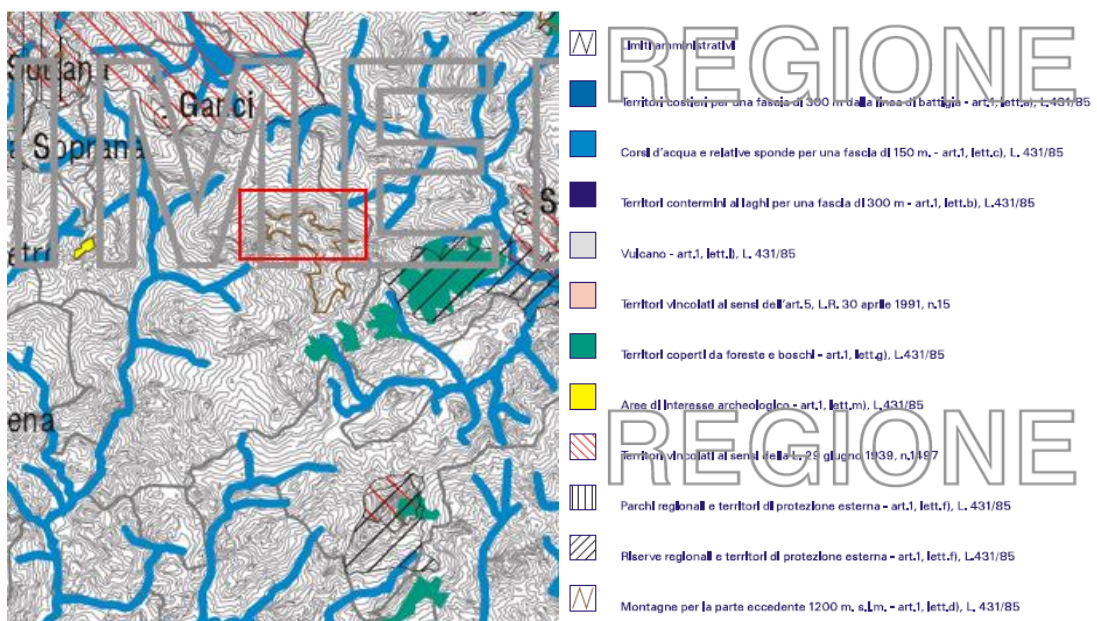 Suttana
Ganci
Soprana
etro
S
ena
IMIE
REGIONE
Limiti amministrativi
Territori costieri per una fascia di 300 m dalla linea di battigia - art.1, lett.a), L.431/85
Corsi d'acqua e relative sponde per una fascia di 150 m. - art.1, lett.c), L. 431/85
Territori contermini ai laghi per una fascia di 300 m - art.1, lett.b), L.431/85
Vulcano - art.1, lett.l), L. 431/85
Territori vincolati ai sensi dell'art.5, L.R. 30 aprile 1991, n.15
Territori coperti da foreste e boschi - art.1, lett.g), L.431/85
Aree di interesse archeologico - art.1, lett.m), L.431/85
REGIONE
Territori vincolati ai sensi della L. 29 giugno 1939, n.1497
Parchi regionali e territori di protezione esterna - art.1, lett.f), L. 431/85
Riserve regionali e territori di protezione esterna - art.1, lett.f), L.431/85
Montagne per la parte eccedente 1200 m. s.l.m. - art.1, lett.d), L. 431/85